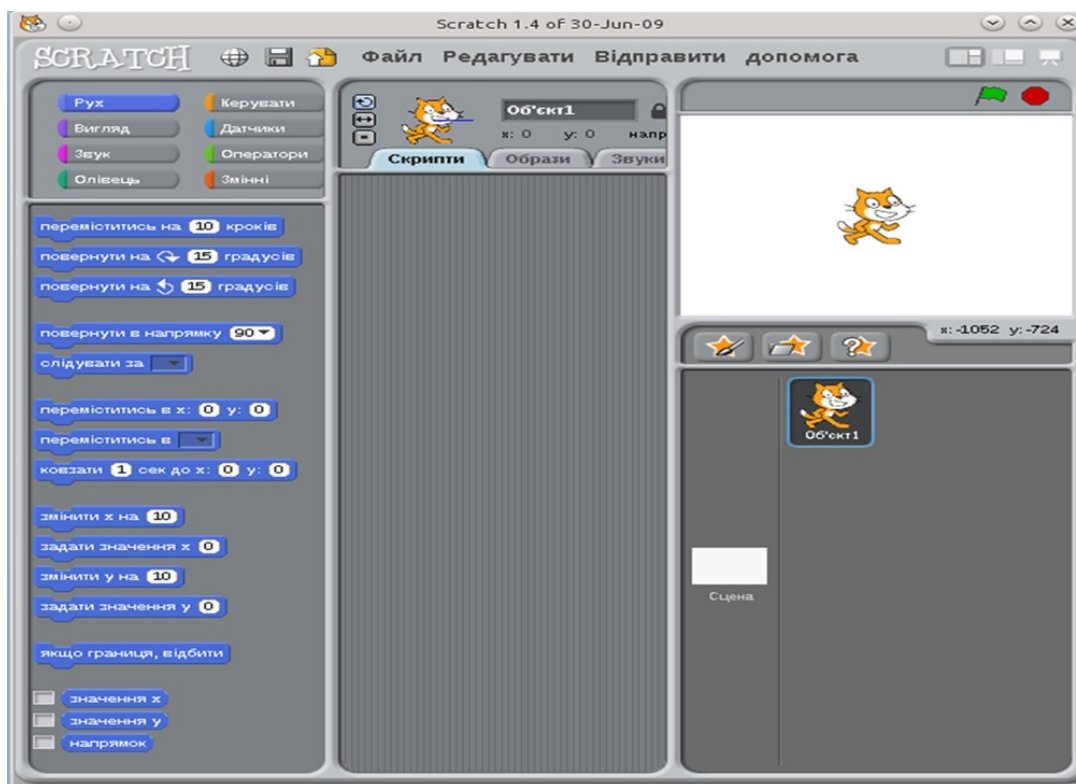 Scratch 1.4 of 30-Jun-09
SCRATCH Файл Редагувати Відправити допомога
Рух Керувати
Вигляд Датчики
Звук Оператори
Олівець Змінні
Об'єкт1
x: 0 y: 0 напр
Скрипти Образи Звуки
переміститись на 10 кроків
повернути на 15 градусів
повернути на 15 градусів
повернути в напрямку 90
слідувати за
переміститись в x: 0 y: 0
переміститись в
ковзати 1 сек до x: 0 y: 0
змінити x на 10
задати значення x 0
змінити y на 10
задати значення y 0
якщо границя, відбити
значення x
значення y
напрямок
x: -1052 y: -724
Об'єкт1
Сцена